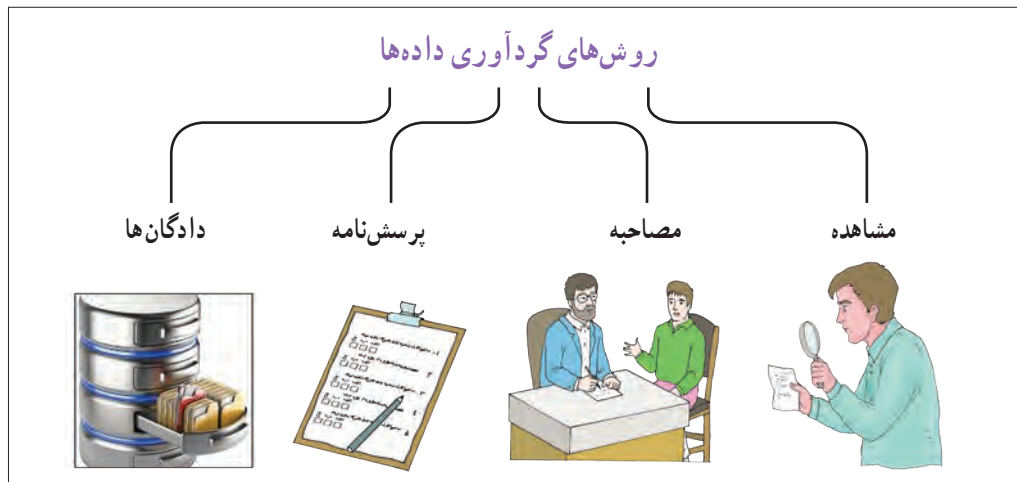 روش‌های گردآوری داده‌ها
مشاهده
مصاحبه
پرسش‌نامه
دادگان‌ها